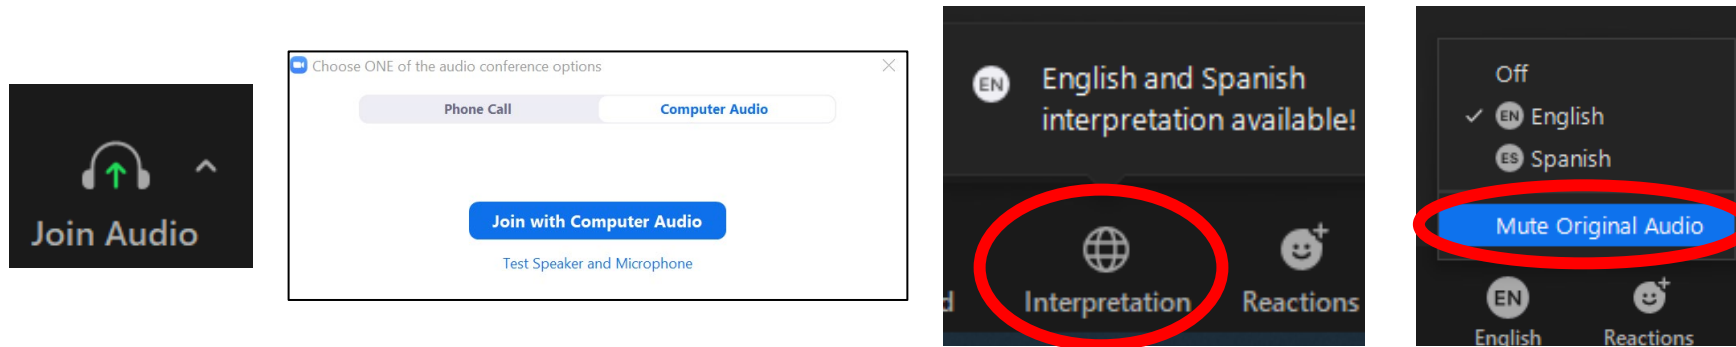 Join Audio
Choose ONE of the audio conference options
Phone Call
Computer Audio
Join with Computer Audio
Test Speaker and Microphone
EN
English and Spanish
interpretation available!
d
Interpretation
Reactions
Off
EN English
ES Spanish
Mute Original Audio
EN
English
Reactions